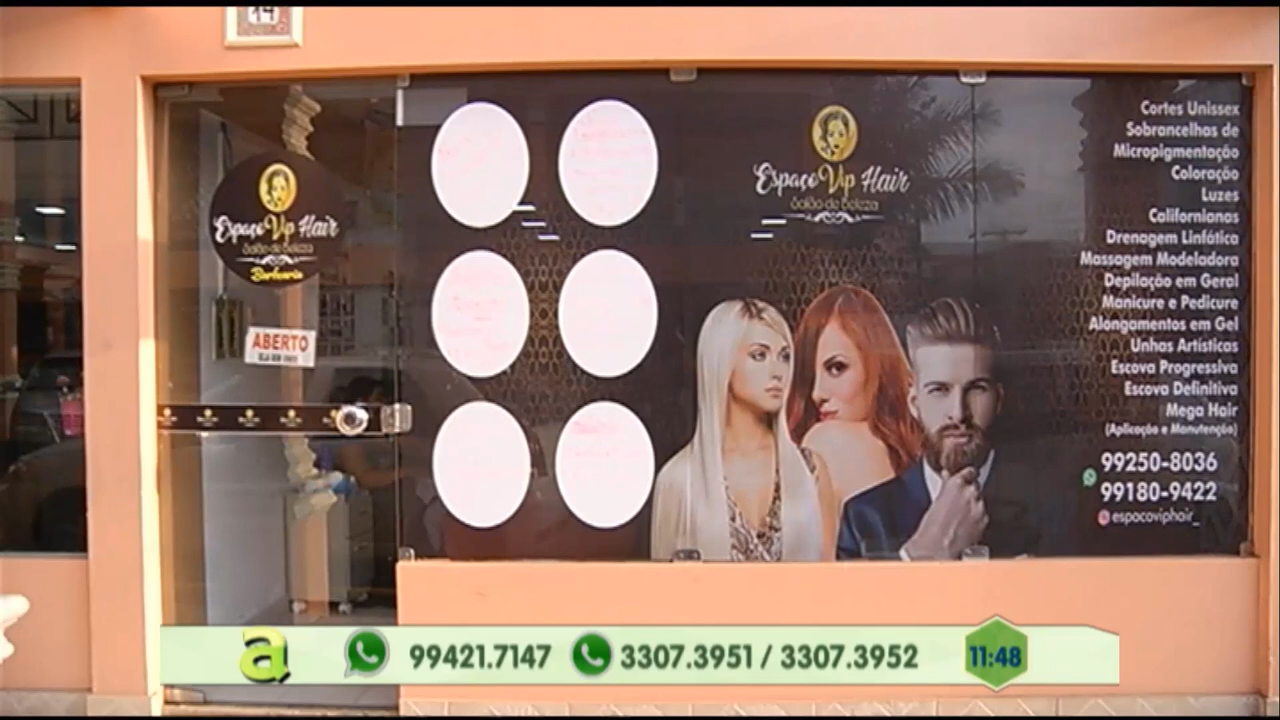 14
Espaço Vip Hair
Salão de beleza
Barbearia
ABERTO
Espaço Vip Hair
Salão de beleza
Cortes Unissex
Sobrancelhas de
Micropigmentação
Coloração
Luzes
Californianas
Drenagem Linfática
Massagem Modeladora
Depilação em Geral
Manicure e Pedicure
Alongamentos em Gel
Unhas Artísticas
Escova Progressiva
Escova Definitiva
Mega Hair
(Aplicação e Manutenção)
99250-8036
99180-9422
espacoviphair_
a 99421.7147 3307.3951 / 3307.3952 11:48